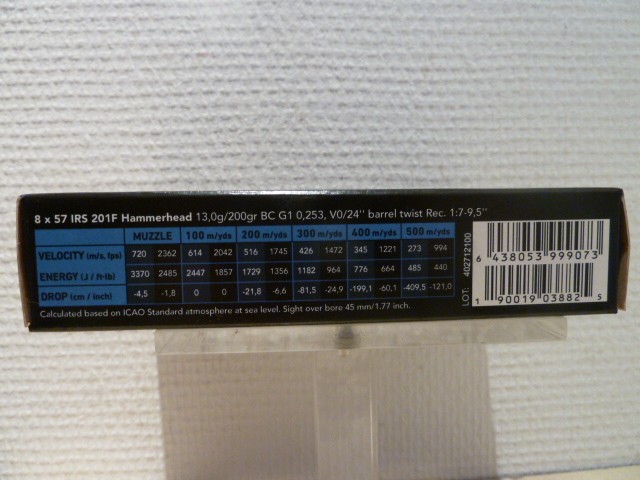 8 x 57 IRS 201F Hammerhead 13,0g/200gr BC G1 0,253, V0/24" barrel twist Rec. 1:7-9,5"
MUZZLE 100 m/yds 200 m/yds 300 m/yds 400 m/yds 500 m/yds
VELOCITY (m/s, fps) 720 2362 614 2042 516 1745 426 1472 345 1221 273 994
ENERGY (J / ft-lb) 3370 2485 2447 1857 1729 1356 1182 964 776 664 485 440
DROP (cm / inch) -4,5 -1,8 0 0 -21,8 -6,6 -81,5 -24,9 -199,1 -60,1 -409,5 -121,0
Calculated based on ICAO Standard atmosphere at sea level. Sight over bore 45 mm/1.77 inch.
LOT: 402712100
6 438053 999073
1 90019 03882 5